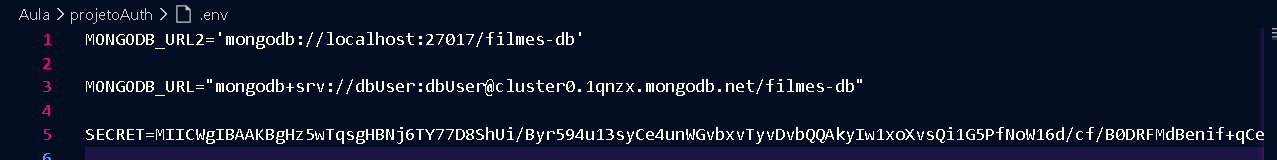 Aula > projetoAuth > .env
1 MONGODB_URL2='mongodb://localhost:27017/filmes-db'
2
3 MONGODB_URL="mongodb+srv://dbUser:dbUser@cluster0.1qnzx.mongodb.net/filmes-db"
4
5 SECRET=MIICWgIBAAKBgHz5wTqsgHBNj6TY77D8ShUi/Byr594u13syCe4unWGvbxvTyvDvbQQAkyIw1xoXvsQi1G5PfNoW16d/cf/B0DRFMdBenif+qCe
6